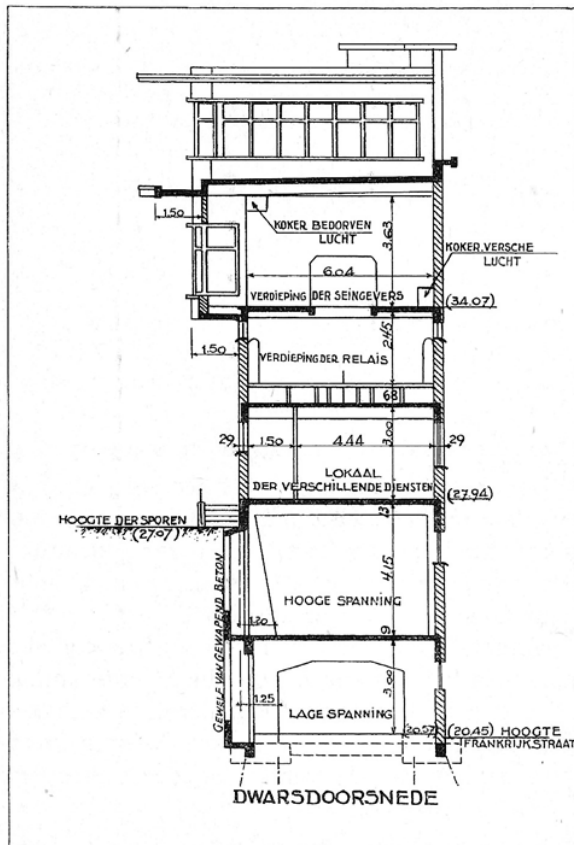 1.50
KOKER BEDORVEN
LUCHT
3.63
6.04
KOKER.VERSCHE
LUCHT
VERDIEPING DER SEINGEVERS
(34.07)
2.45
1.50
VERDIEPING DER RELAIS
68
29
1.50
4.44
3.00
29
LOKAAL
DER VERSCHILLENDE DIENSTEN
(27.94)
HOOGTE DER SPOREN
(27.07)
13
4.15
HOOGE SPANNING
1.20
9
GEWELF VAN GEWAPEND BETON
3.00
1.25
LAGE SPANNING
(20.57)
(20.45) HOOGTE
FRANKRIJKSTRAAT
DWARSDOORSNEDE